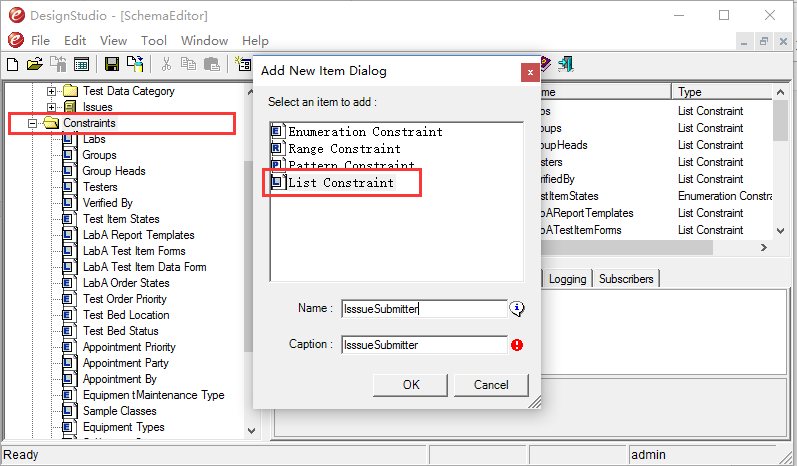 DesignStudio - [SchemaEditor]
File Edit View Tool Window Help
Test Data Category
Issues
Constraints
Labs
Groups
Group Heads
Testers
Verified By
Test Item States
LabA Report Templates
LabA Test Item Forms
LabA Test Item Data Form
LabA Order States
Test Order Priority
Test Bed Location
Test Bed Status
Appointment Priority
Appointment Party
Appointment By
EquipmentMaintenance Type
Sample Classes
Equipment Types
Add New Item Dialog
Select an item to add :
Enumeration Constraint
Range Constraint
Pattern Constraint
List Constraint
Name : IsssueSubmitter
Caption : IsssueSubmitter
OK Cancel
ame Type
bs List Constraint
oups List Constraint
oupHeads List Constraint
sters List Constraint
rifiedBy List Constraint
stItemStates Enumeration Constra
bAReportTemplates List Constraint
bATestItemForms List Constraint
Logging Subscribers
Ready
admin